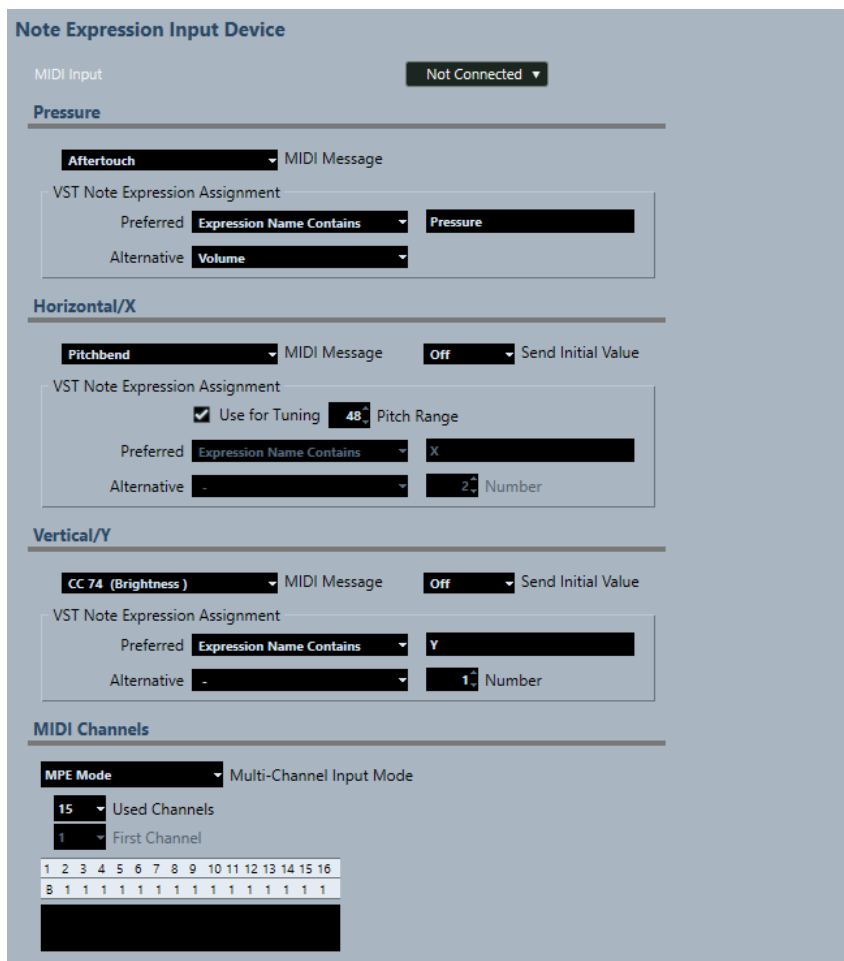 Note Expression Input Device
MIDI Input Not Connected
Pressure
Aftertouch MIDI Message
VST Note Expression Assignment
Preferred Expression Name Contains Pressure
Alternative Volume
Horizontal/X
Pitchbend MIDI Message Off Send Initial Value
VST Note Expression Assignment
Use for Tuning 48 Pitch Range
Preferred Expression Name Contains X
Alternative - 2 Number
Vertical/Y
CC 74 (Brightness ) MIDI Message Off Send Initial Value
VST Note Expression Assignment
Preferred Expression Name Contains Y
Alternative - 1 Number
MIDI Channels
MPE Mode Multi-Channel Input Mode
15 Used Channels
1 First Channel
1 2 3 4 5 6 7 8 9 10 11 12 13 14 15 16
B 1 1 1 1 1 1 1 1 1 1 1 1 1 1 1